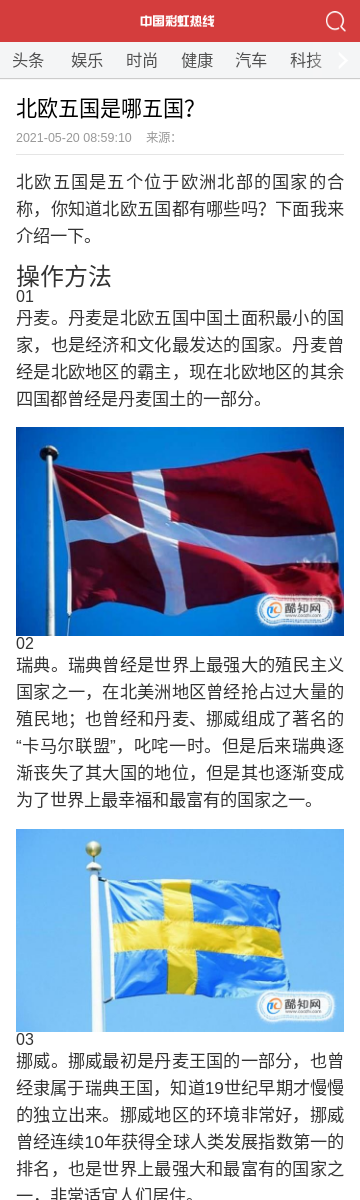 中国彩虹热线
头条 娱乐 时尚 健康 汽车 科技
北欧五国是哪五国?
2021-05-20 08:59:10 来源：
北欧五国是五个位于欧洲北部的国家的合
称，你知道北欧五国都有哪些吗？下面我来
介绍一下。
操作方法
01
丹麦。丹麦是北欧五国中国土面积最小的国
家，也是经济和文化最发达的国家。丹麦曾
经是北欧地区的霸主，现在北欧地区的其余
四国都曾经是丹麦国土的一部分。
酷知网
www.coozhi.com
02
瑞典。瑞典曾经是世界上最强大的殖民主义
国家之一，在北美洲地区曾经抢占过大量的
殖民地；也曾经和丹麦、挪威组成了著名的
“卡马尔联盟”，叱咤一时。但是后来瑞典逐
渐丧失了其大国的地位，但是其也逐渐变成
为了世界上最幸福和最富有的国家之一。
酷知网
www.coozhi.com
03
挪威。挪威最初是丹麦王国的一部分，也曾
经隶属于瑞典王国，知道19世纪早期才慢慢
的独立出来。挪威地区的环境非常好，挪威
曾经连续10年获得全球人类发展指数第一的
排名，也是世界上最强大和最富有的国家之
一，非常适宜人们居住。